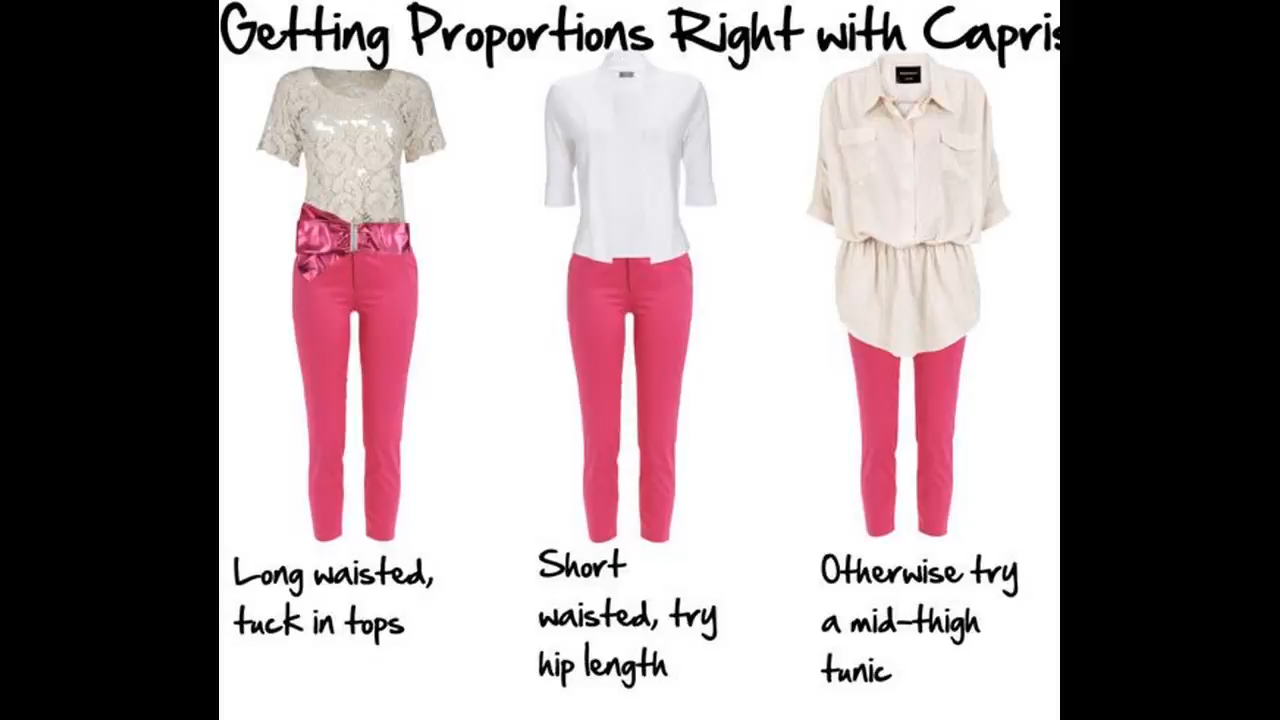 Getting Proportions Right with Capris
Long waisted,
tuck in tops
Short
waisted, try
hip length
Otherwise try
a mid-thigh
tunic